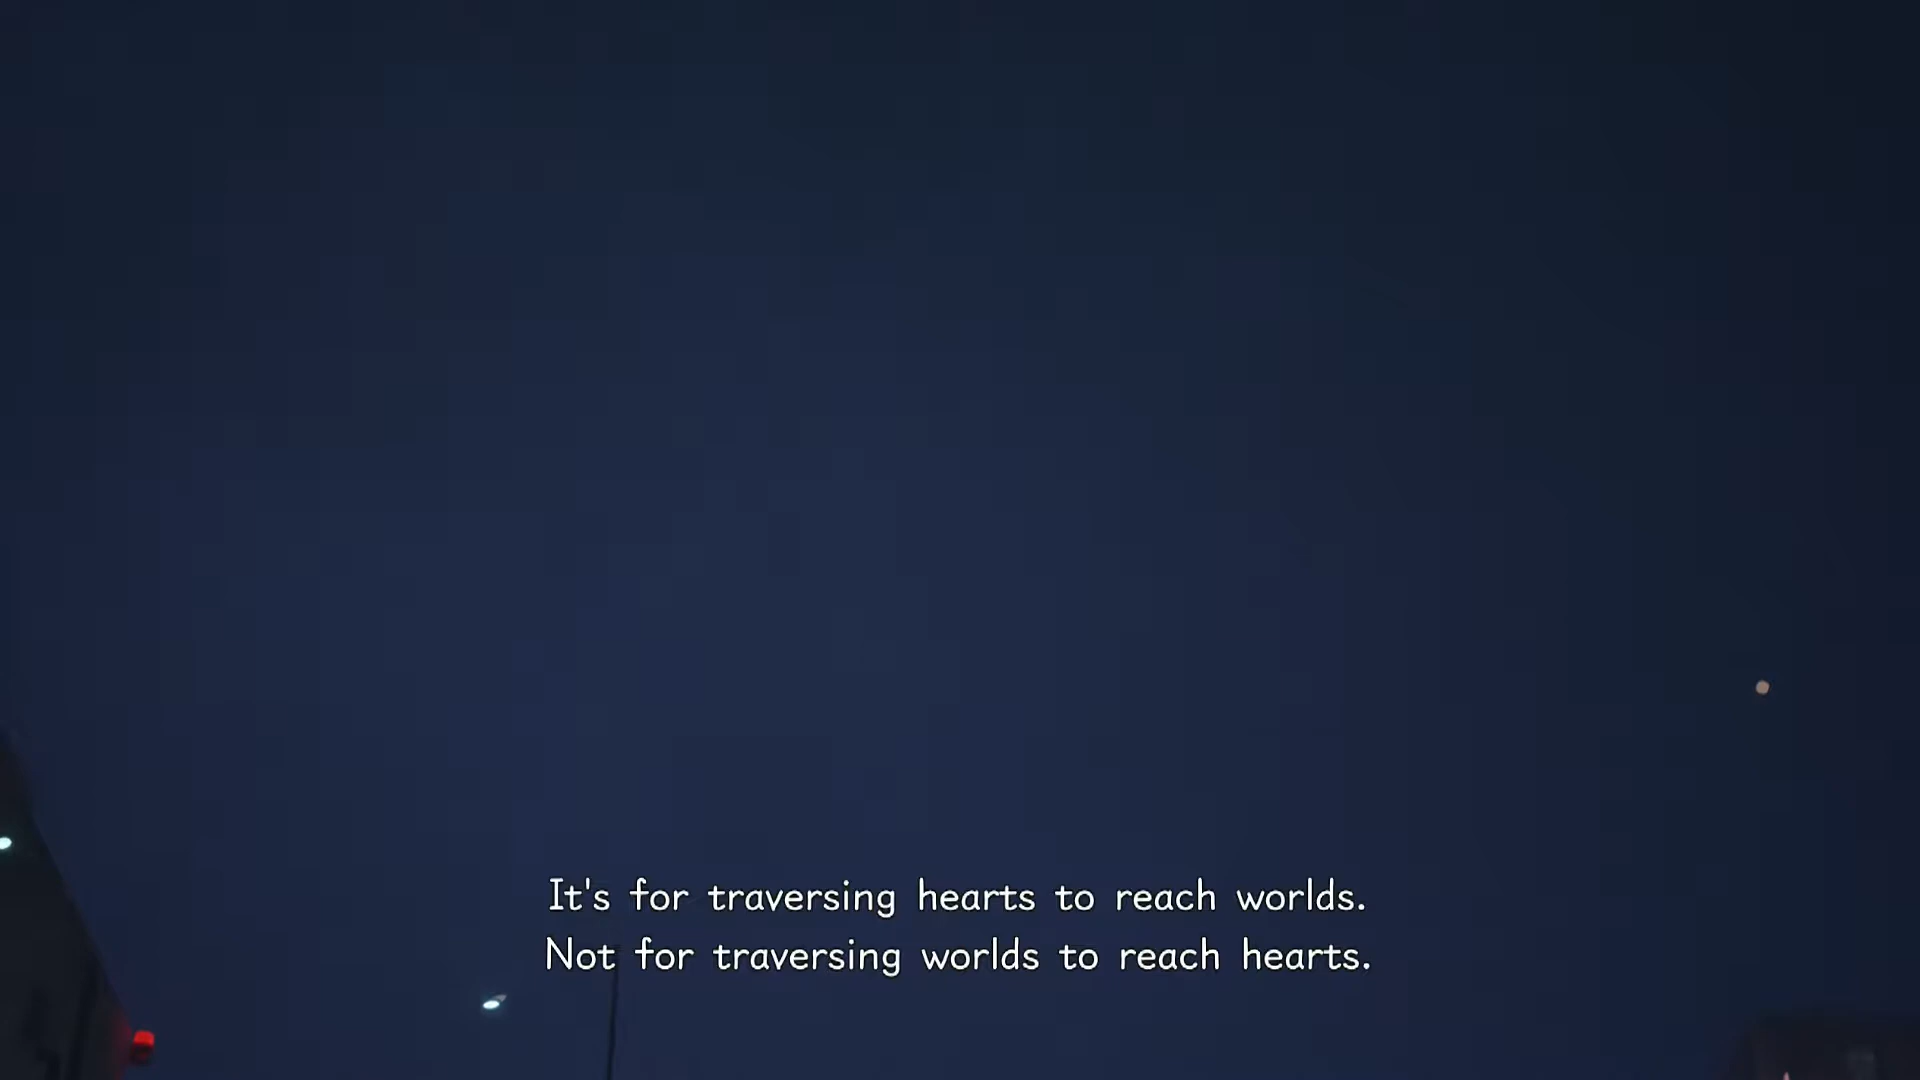 It's for traversing hearts to reach worlds.
Not for traversing worlds to reach hearts.